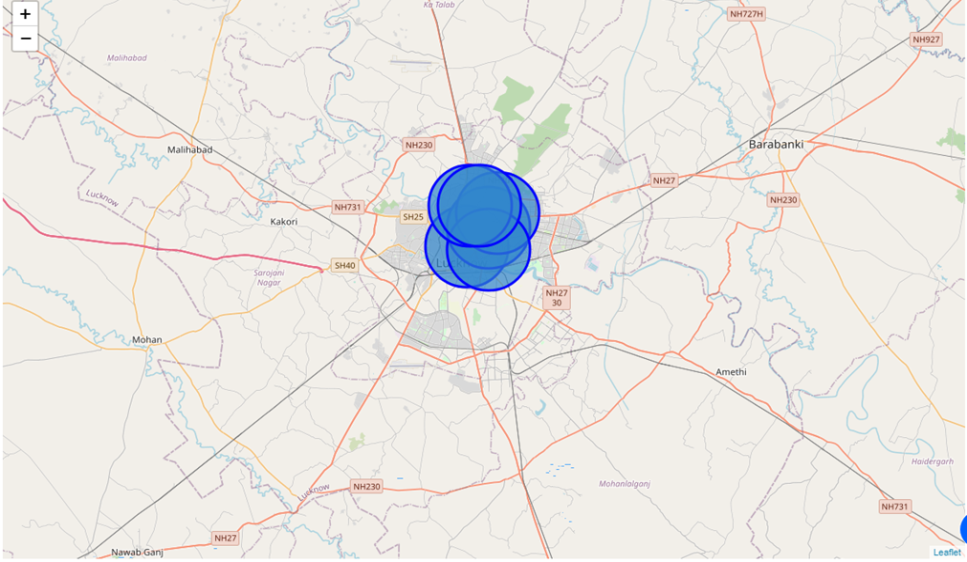 +
−
Ka Talab
NH727H
NH927
Malihabad
NH230
Barabanki
Malihabad
NH27
Lucknow
NH731
NH230
SH25
Kakori
SH40
Sarojani
Nagar
NH27
30
Mohan
Amethi
Haidergarh
Mohanlalganj
NH230
Lucknow
NH731
NH27
Nawab Ganj
Leaflet